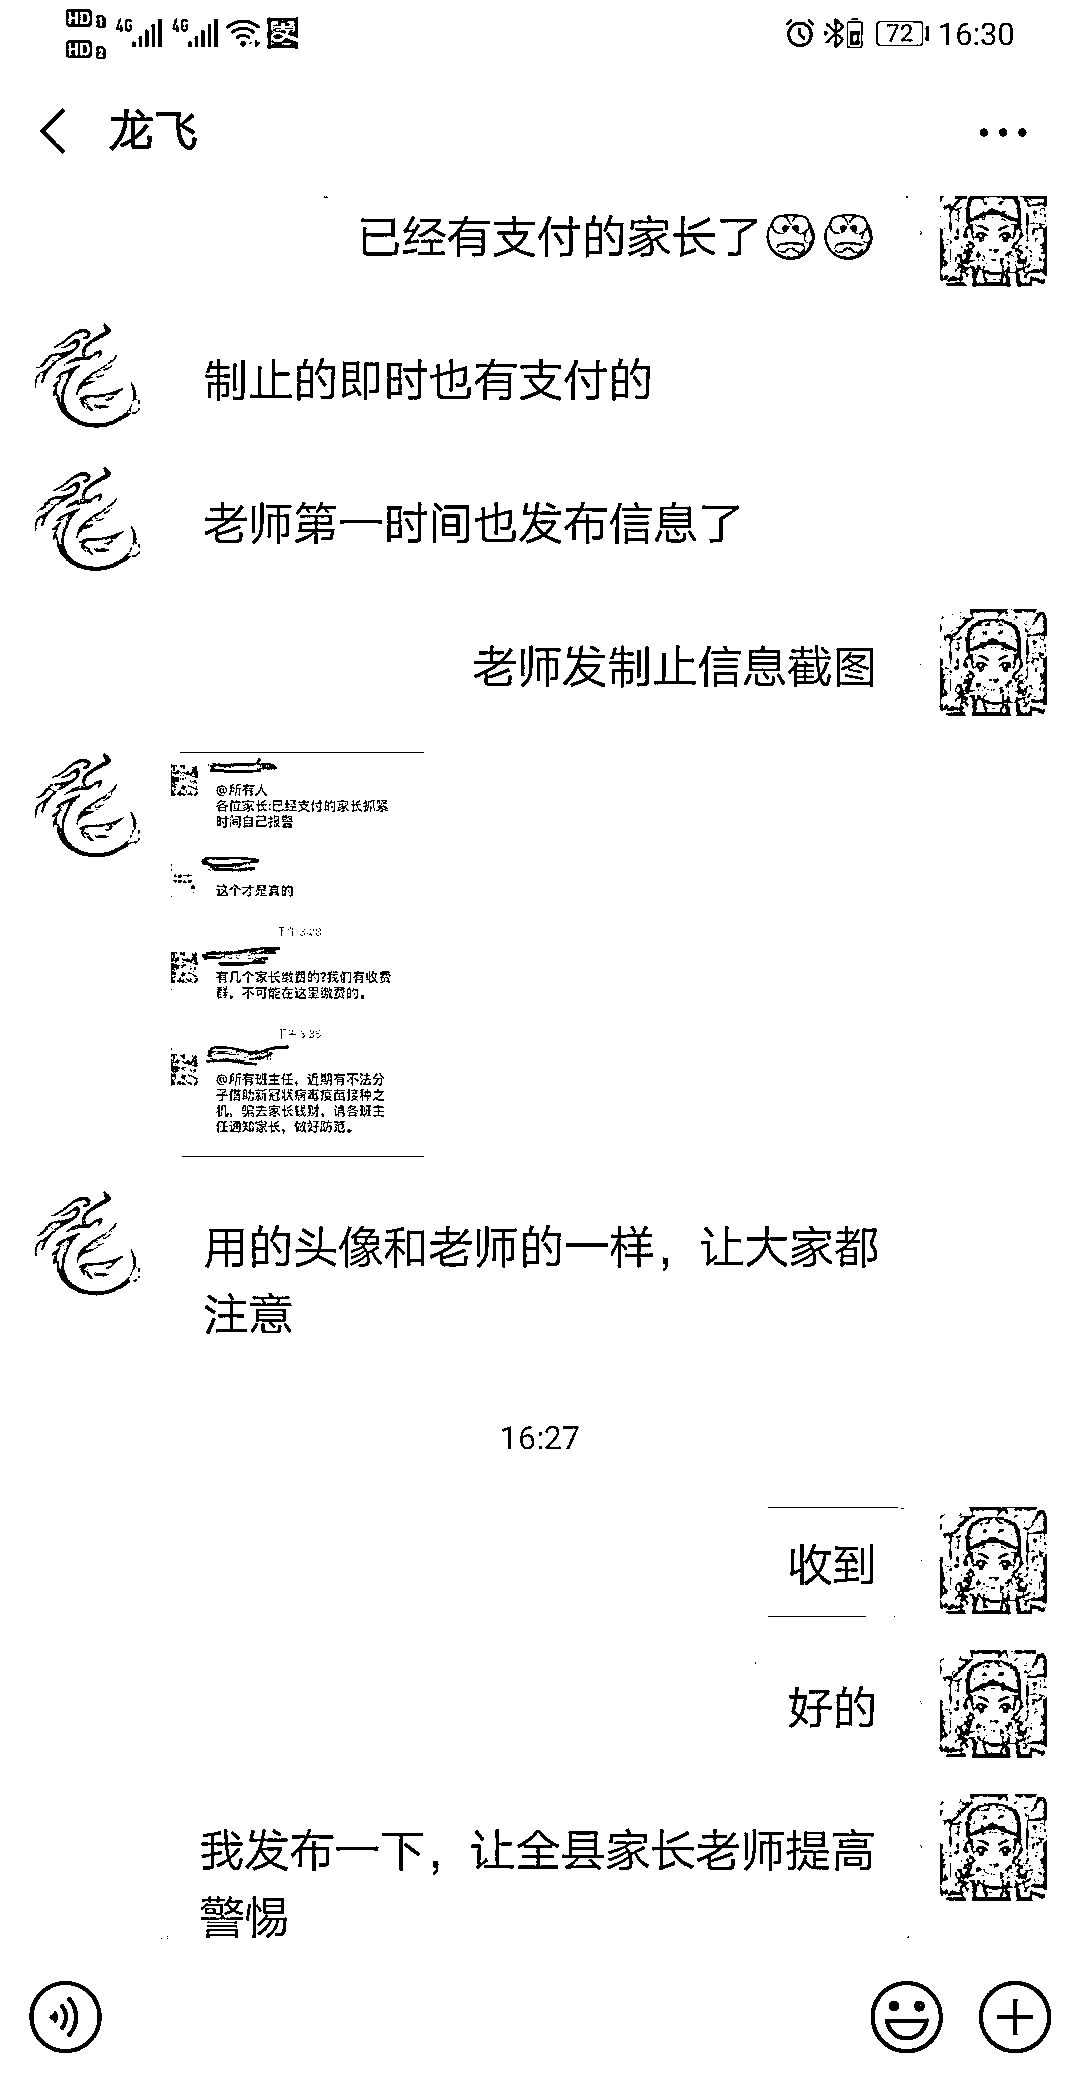 HD 1 4G 4G 支
HD 2
72 16:30
龙飞
已经有支付的家长了
制止的即时也有支付的
老师第一时间也发布信息了
老师发制止信息截图
@所有人
各位家长:已经支付的家长抓紧
时间自己报警
这个才是真的
有几个家长缴费的?我们有收费
群，不可能在这里缴费的。
@所有班主任，近期有不法分
子借助新冠状病毒疫苗接种之
机，骗去家长钱财，请各班主
任通知家长，做好防范。
用的头像和老师的一样，让大家都
注意
16:27
收到
好的
我发布一下，让全县家长老师提高
警惕